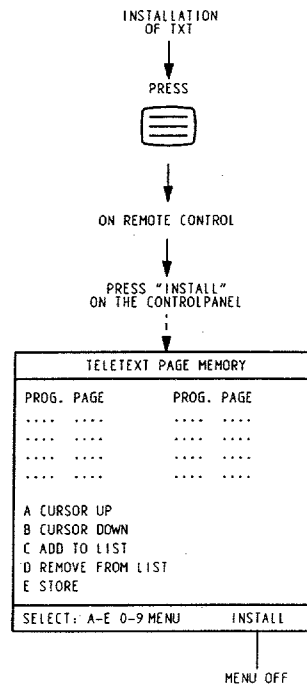 INSTALLATION
OF TXT
PRESS
ON REMOTE CONTROL
PRESS "INSTALL"
ON THE CONTROLPANEL
TELETEXT PAGE MEMORY
PROG. PAGE PROG. PAGE
.... .... .... ....
.... .... .... ....
.... .... .... ....
.... .... .... ....
A CURSOR UP
B CURSOR DOWN
C ADD TO LIST
D REMOVE FROM LIST
E STORE
SELECT: A-E 0-9 MENU INSTALL
MENU OFF